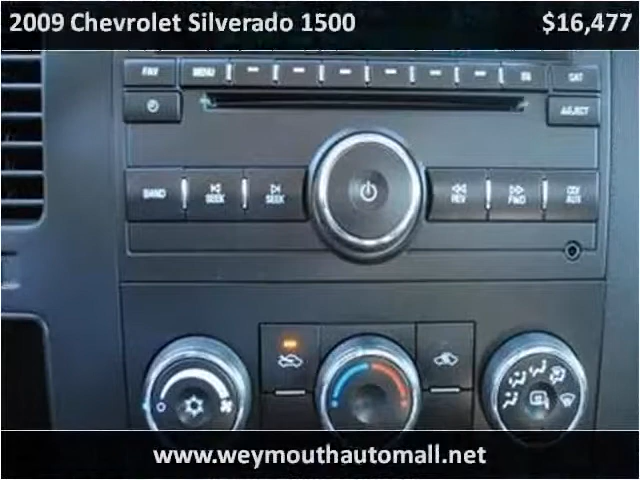 2009 Chevrolet Silverado 1500 $16,477
FAV MENU CAT
ADJECT
BAND SEEK SEEK REV FWD CD/ AUX
www.weymouthautomall.net